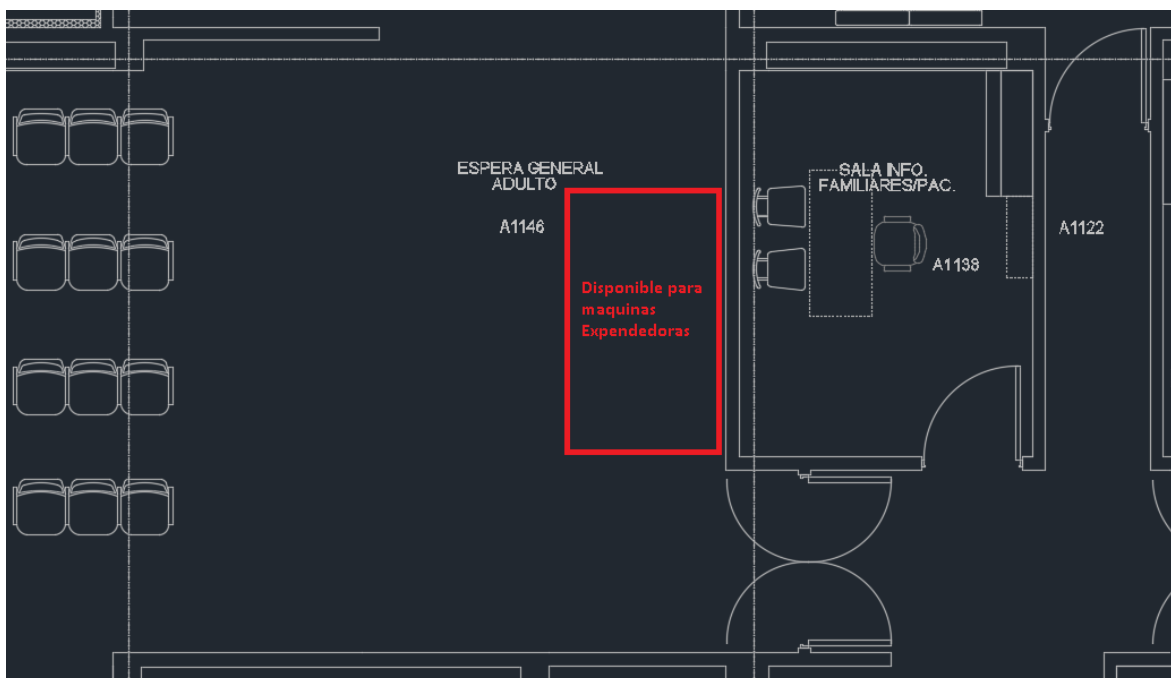 ESPERA GENERAL
ADULTO
A1146
SALA INFO.
FAMILIARES/PAC.
A1138
A1122
Disponible para
maquinas
Expendedoras